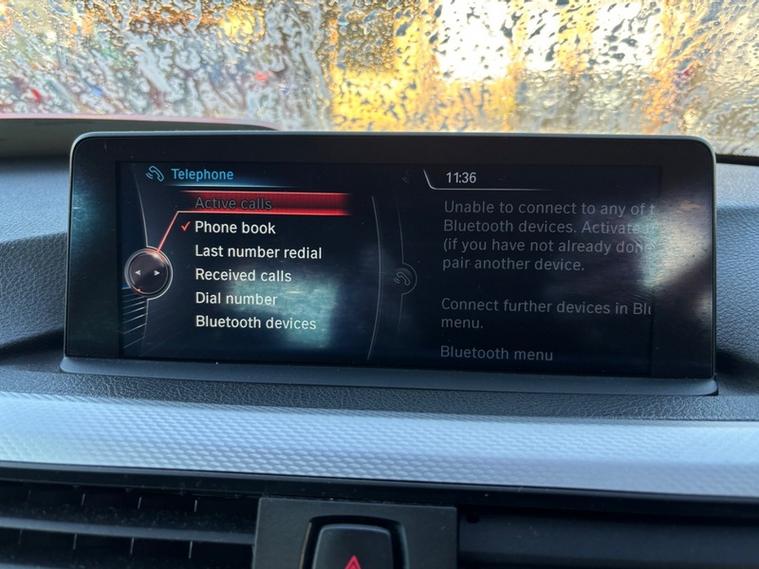 Telephone
11:36
Active calls
Phone book
Last number redial
Received calls
Dial number
Bluetooth devices
Unable to connect to any of t
Bluetooth devices.
(if you have not already done
pair another device.
Connect further devices in Bl
menu.
Bluetooth menu